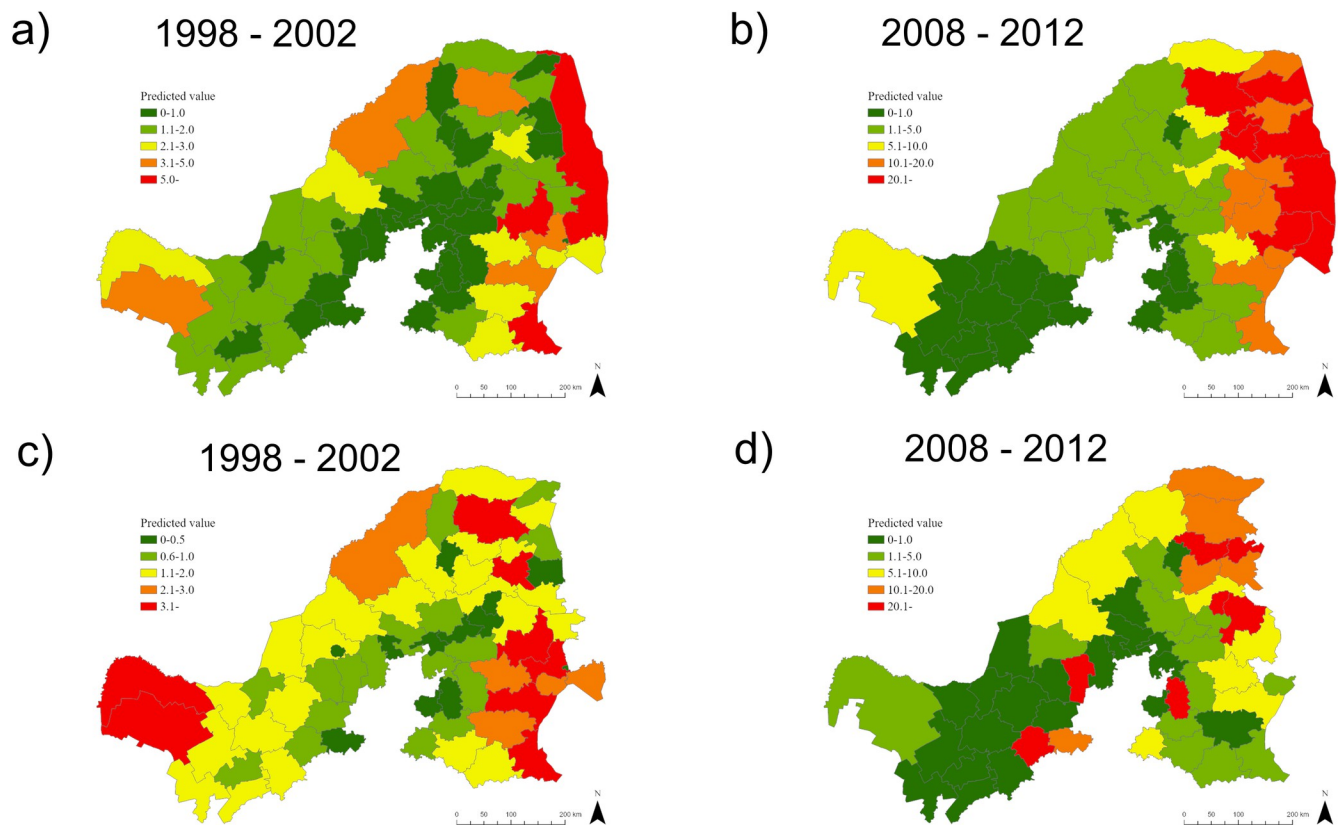 a)
1998 - 2002
Predicted value
0-1.0
1.1-2.0
2.1-3.0
3.1-5.0
5.0-
N
0 50 100 200 km
b)
2008 - 2012
Predicted value
0-1.0
1.1-5.0
5.1-10.0
10.1-20.0
20.1-
N
0 50 100 200 km
c)
1998 - 2002
Predicted value
0-0.5
0.6-1.0
1.1-2.0
2.1-3.0
3.1-
N
0 50 100 200 km
d)
2008 - 2012
Predicted value
0-1.0
1.1-5.0
5.1-10.0
10.1-20.0
20.1-
N
0 50 100 200 km